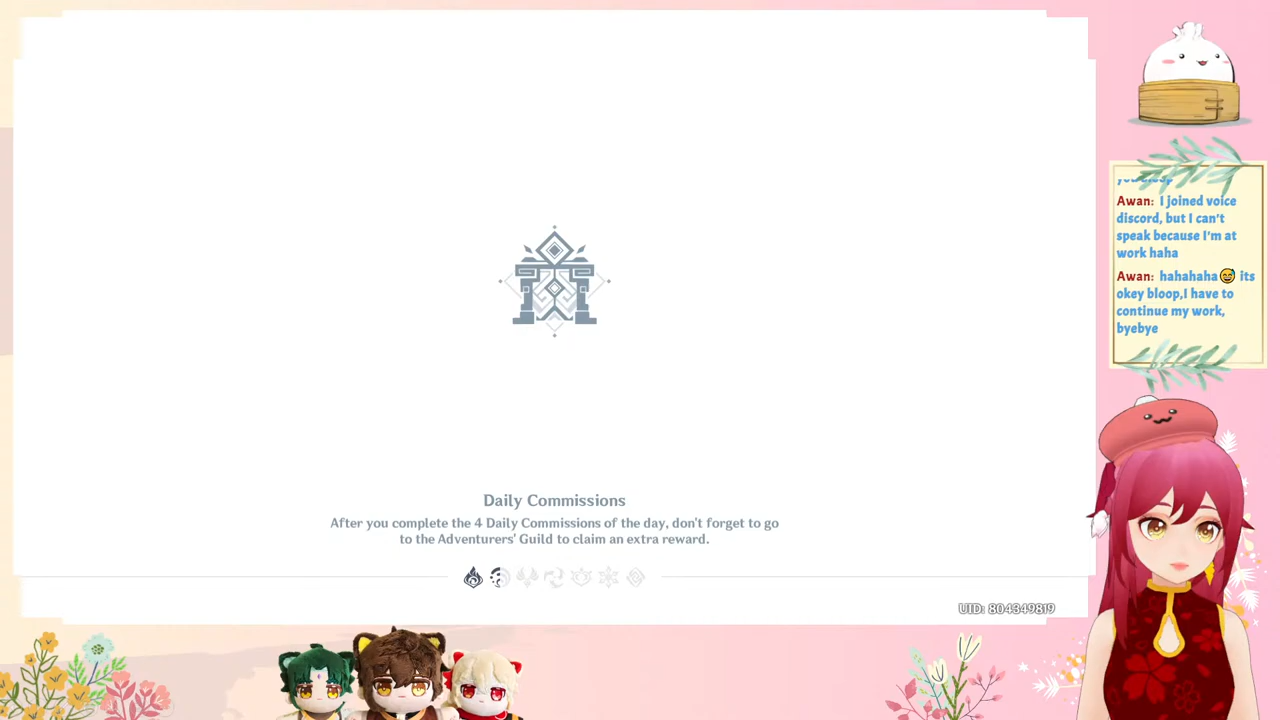 Awan: I joined voice
discord, but I can't
speak because I'm at
work haha
Awan: hahahaha😅 its
okey bloop,I have to
continue my work,
byebye
Daily Commissions
After you complete the 4 Daily Commissions of the day, don't forget to go
to the Adventurers' Guild to claim an extra reward.
UID: 804349819